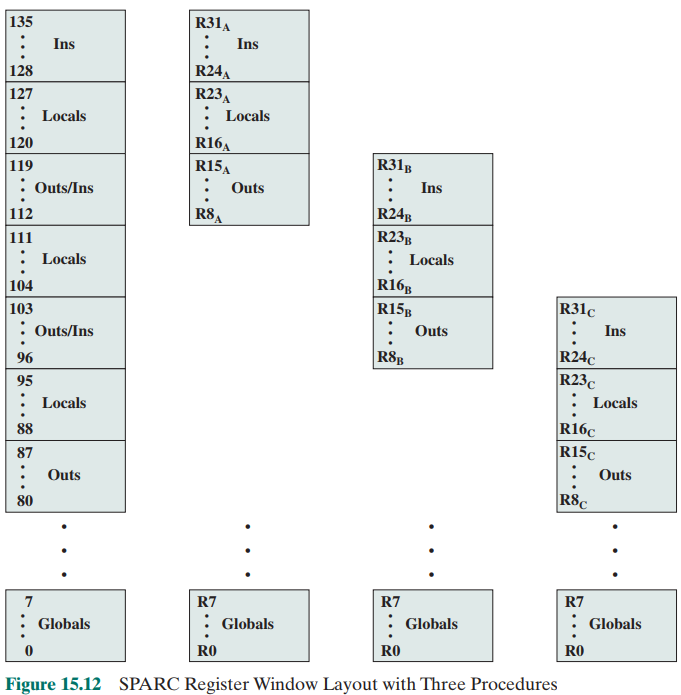 135
Ins
128
127
Locals
120
119
Outs/Ins
112
111
Locals
104
103
Outs/Ins
96
95
Locals
88
87
Outs
80
7
Globals
0
R31A
Ins
R24A
R23A
Locals
R16A
R15A
Outs
R8A
R7
Globals
R0
R31B
Ins
R24B
R23B
Locals
R16B
R15B
Outs
R8B
R7
Globals
R0
R31C
Ins
R24C
R23C
Locals
R16C
R15C
Outs
R8C
R7
Globals
R0
Figure 15.12 SPARC Register Window Layout with Three Procedures